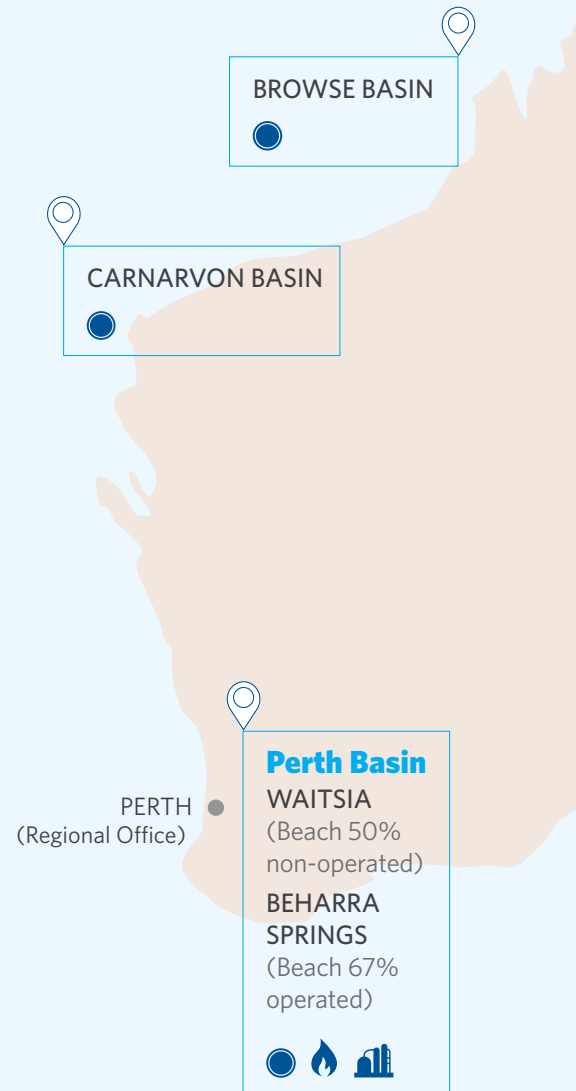 BROWSE BASIN
CARNARVON BASIN
PERTH
(Regional Office)
Perth Basin
WAITSIA
(Beach 50%
non-operated)
BEHARRA
SPRINGS
(Beach 67%
operated)